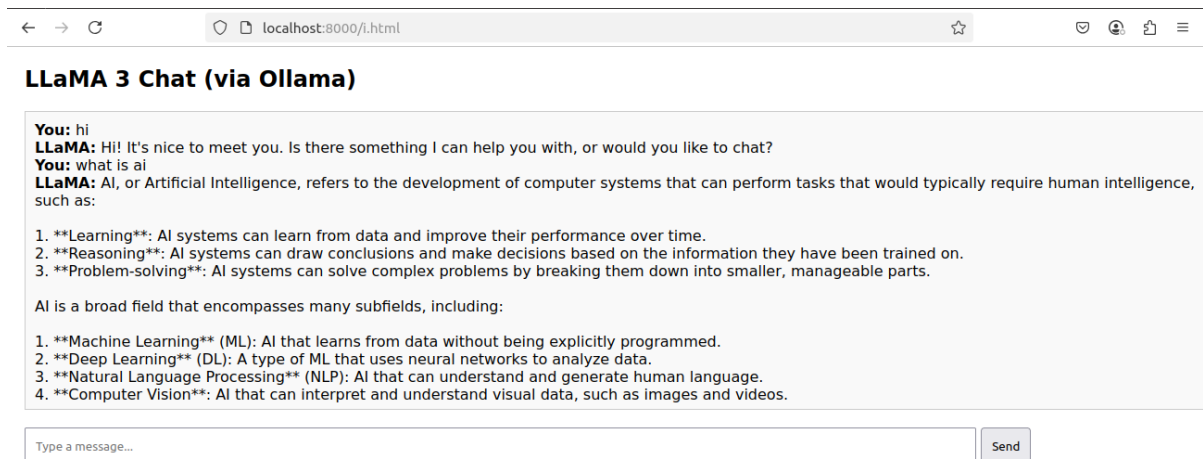 localhost:8000/i.html
LLaMA 3 Chat (via Ollama)
You: hi
LLaMA: Hi! It's nice to meet you. Is there something I can help you with, or would you like to chat?
You: what is ai
LLaMA: AI, or Artificial Intelligence, refers to the development of computer systems that can perform tasks that would typically require human intelligence,
such as:
1. **Learning**: AI systems can learn from data and improve their performance over time.
2. **Reasoning**: AI systems can draw conclusions and make decisions based on the information they have been trained on.
3. **Problem-solving**: AI systems can solve complex problems by breaking them down into smaller, manageable parts.
AI is a broad field that encompasses many subfields, including:
1. **Machine Learning** (ML): AI that learns from data without being explicitly programmed.
2. **Deep Learning** (DL): A type of ML that uses neural networks to analyze data.
3. **Natural Language Processing** (NLP): AI that can understand and generate human language.
4. **Computer Vision**: AI that can interpret and understand visual data, such as images and videos.
Type a message... Send